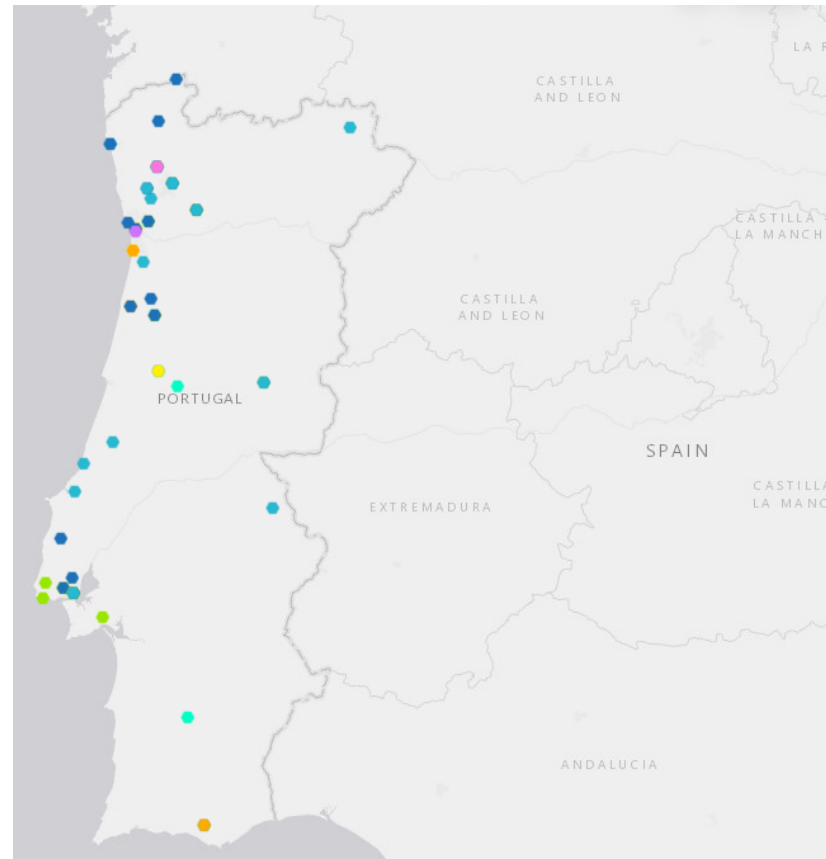 LA R
CASTILLA
AND LEON
CASTILLA
LA MANCH
CASTILLA
AND LEON
PORTUGAL
SPAIN
CASTILLA
LA MANC
EXTREMADURA
ANDALUCIA